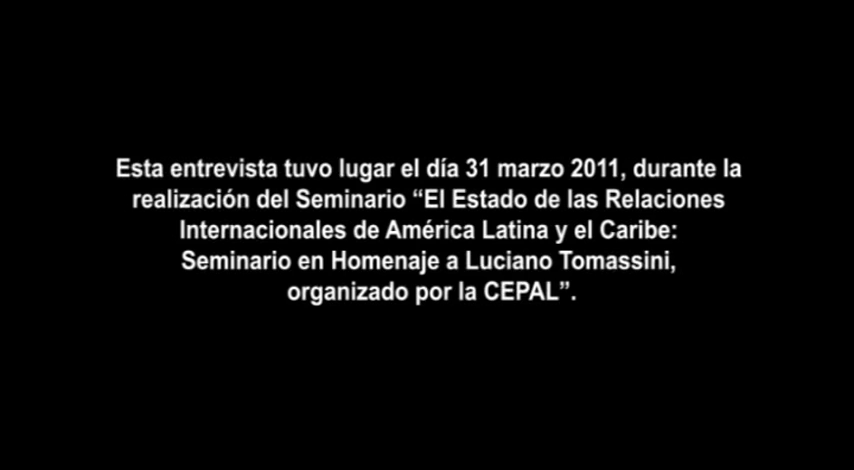 Esta entrevista tuvo lugar el día 31 marzo 2011, durante la
realización del Seminario “El Estado de las Relaciones
Internacionales de América Latina y el Caribe:
Seminario en Homenaje a Luciano Tomassini,
organizado por la CEPAL”.